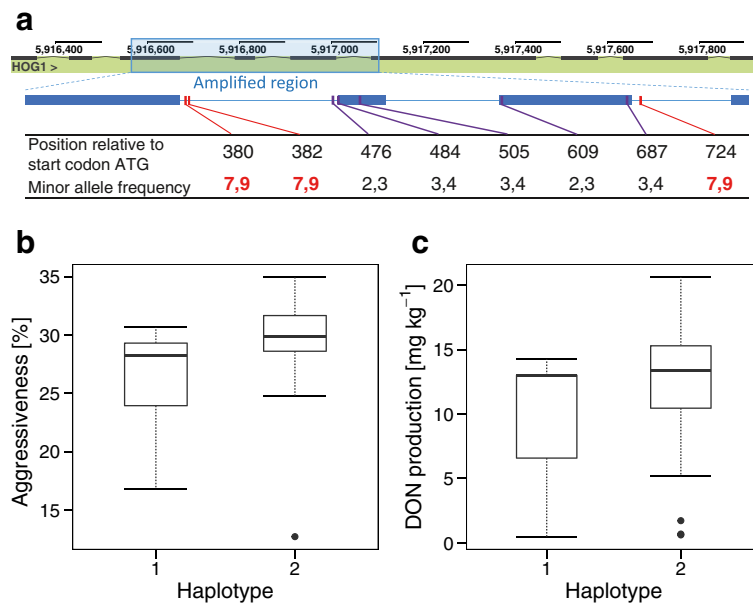 a
5,916,400 5,916,600 5,916,800 5,917,000 5,917,200 5,917,400 5,917,600 5,917,800
HOG1 >
Amplified region
Position relative to start codon ATG 380 382 476 484 505 609 687 724
Minor allele frequency 7,9 7,9 2,3 3,4 3,4 2,3 3,4 7,9
b
Aggressiveness [%]
35
30
25
20
15
1 2
Haplotype
c
DON production [mg kg⁻¹]
20
15
10
5
0
1 2
Haplotype